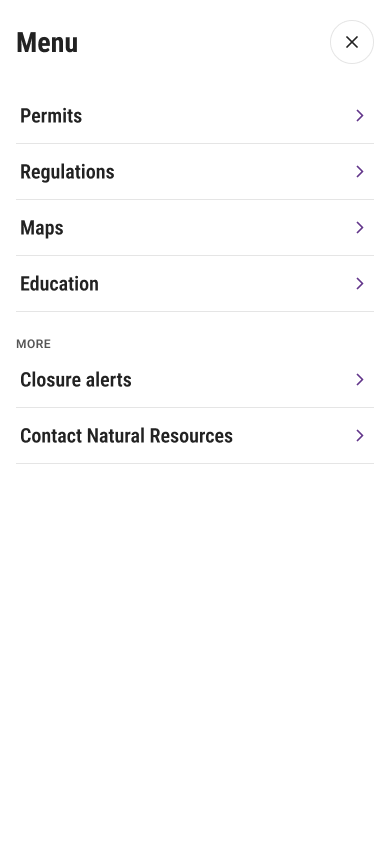 Menu
Permits
Regulations
Maps
Education
MORE
Closure alerts
Contact Natural Resources